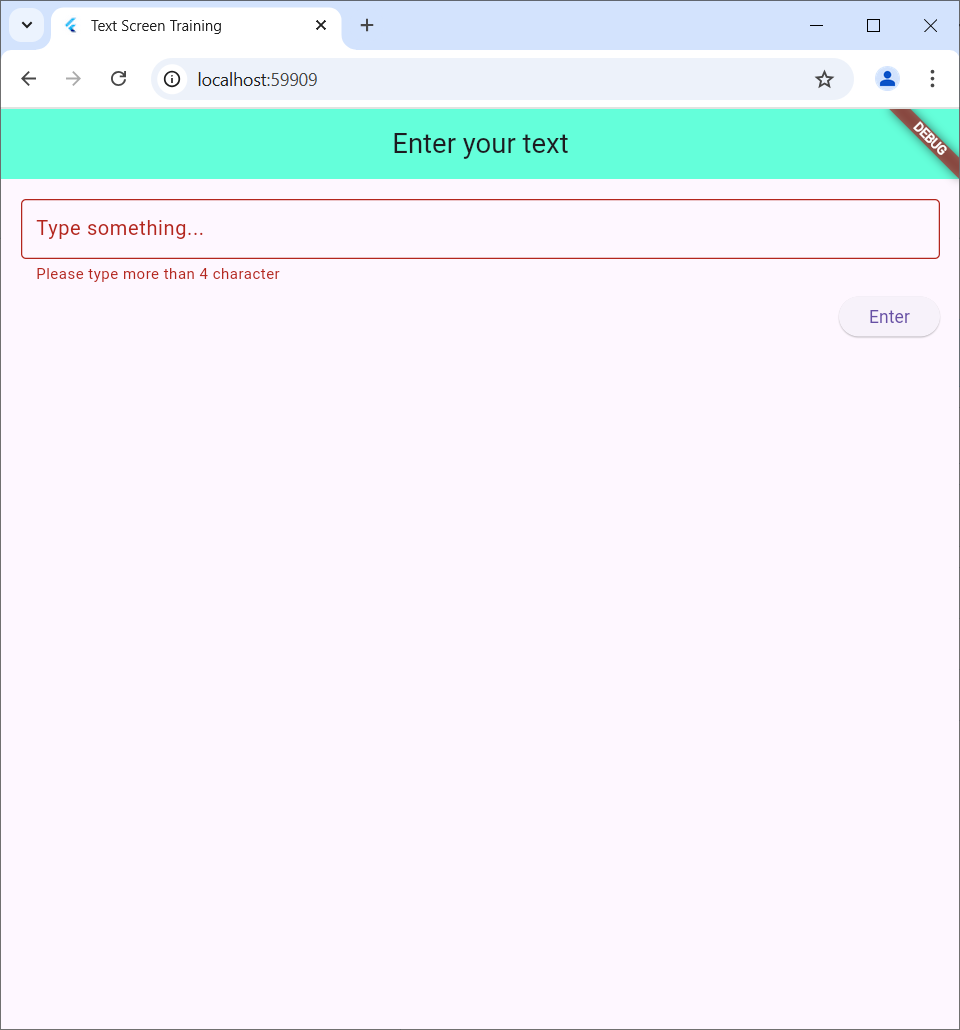 Text Screen Training
localhost:59909
Enter your text
DEBUG
Type something...
Please type more than 4 character
Enter